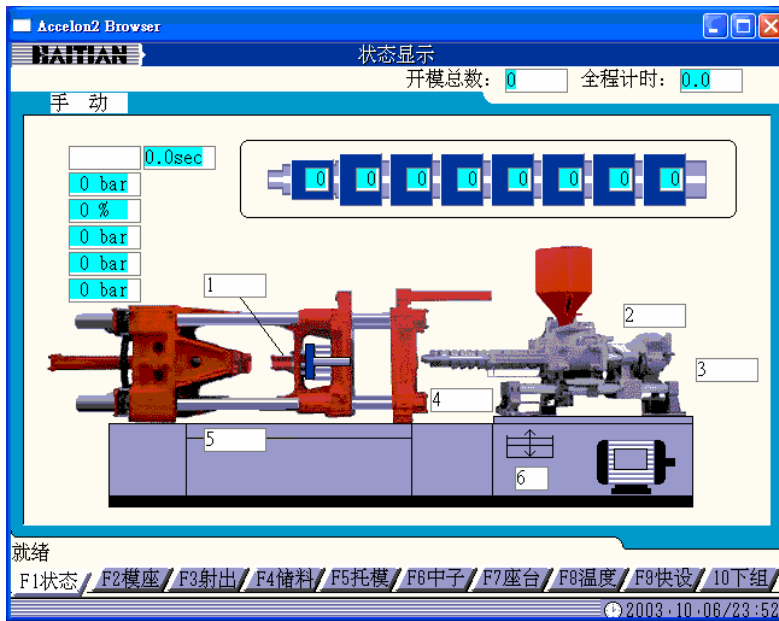 Accelon2 Browser
HAITIAN 状态显示
开模总数: 0 全程计时: 0.0
手 动
0.0sec
0 bar
0 %
0 bar
0 bar
0 bar
0 0 0 0 0 0 0 0
1
2
3
4
5
6
就绪
F1状态 F2模座 F3射出 F4储料 F5托模 F6中子 F7座台 F8温度 F9快设 10下组
2003.10.06/23:52